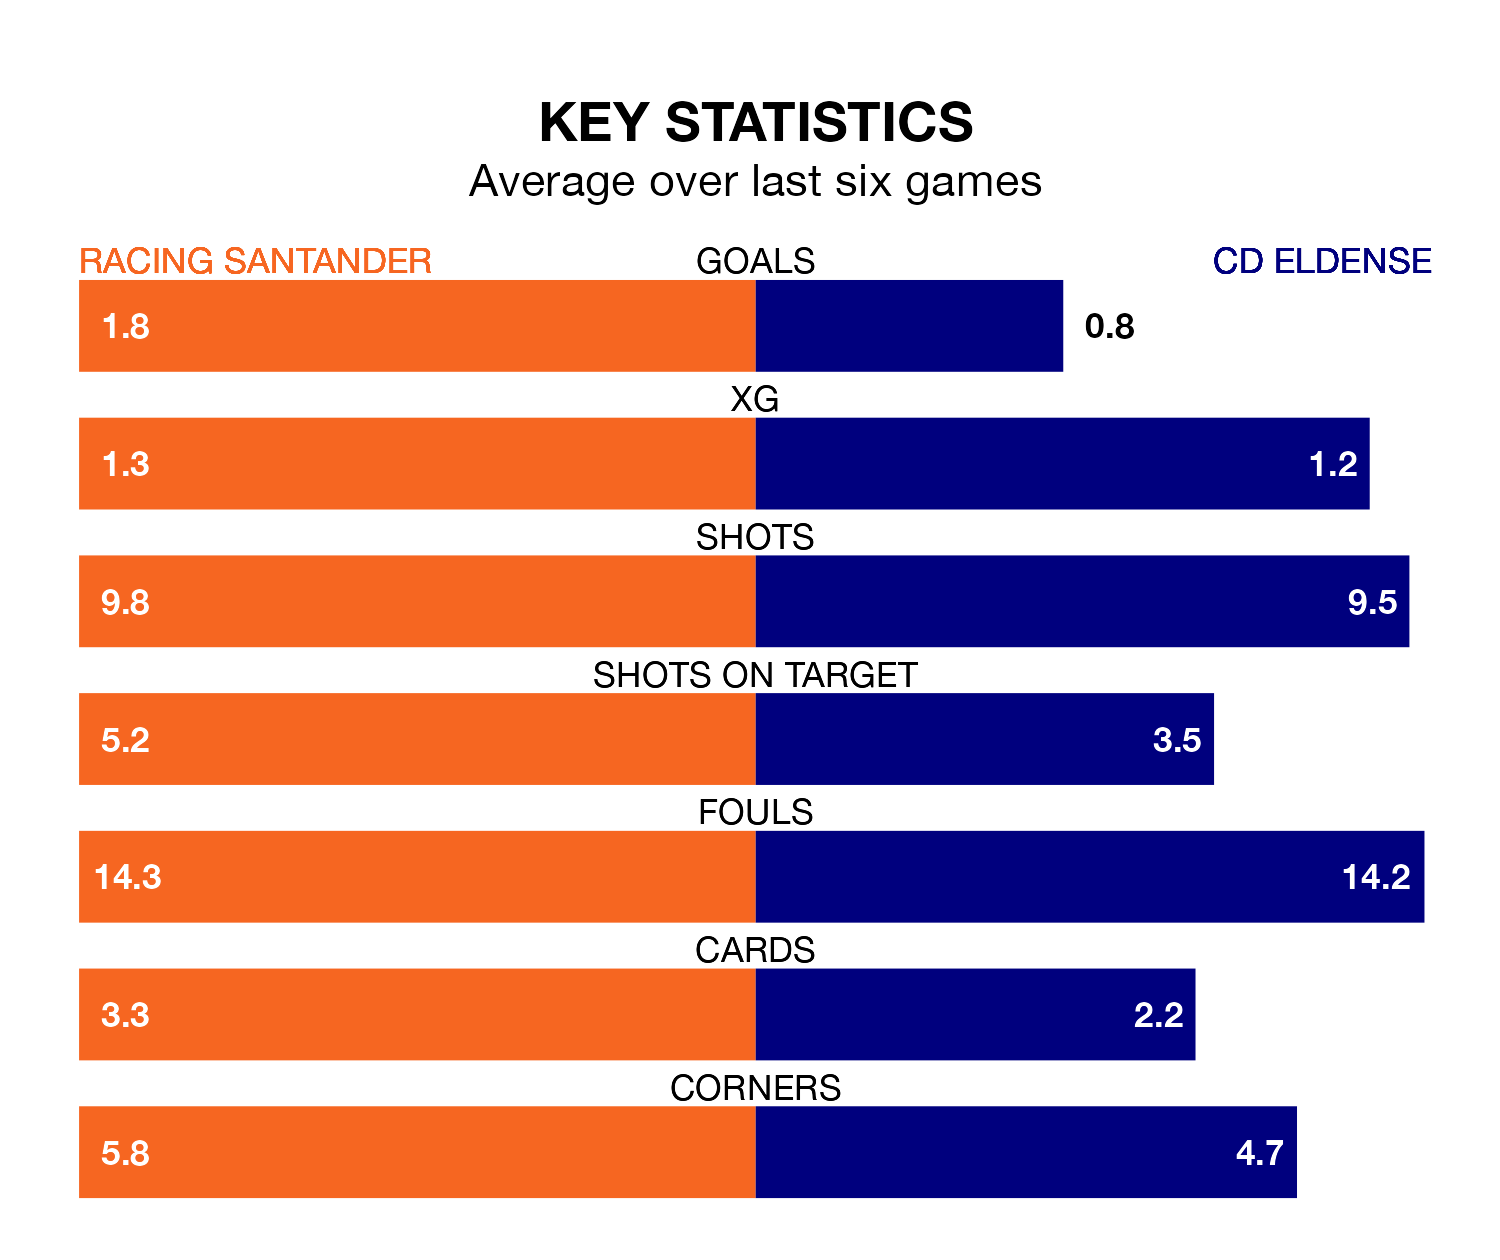 KEY STATISTICS
Average over last six games
RACING SANTANDER GOALS CD ELDENSE
1.8 0.8
XG
1.3 1.2
SHOTS
9.8 9.5
SHOTS ON TARGET
5.2 3.5
FOULS
14.3 14.2
CARDS
3.3 2.2
CORNERS
5.8 4.7